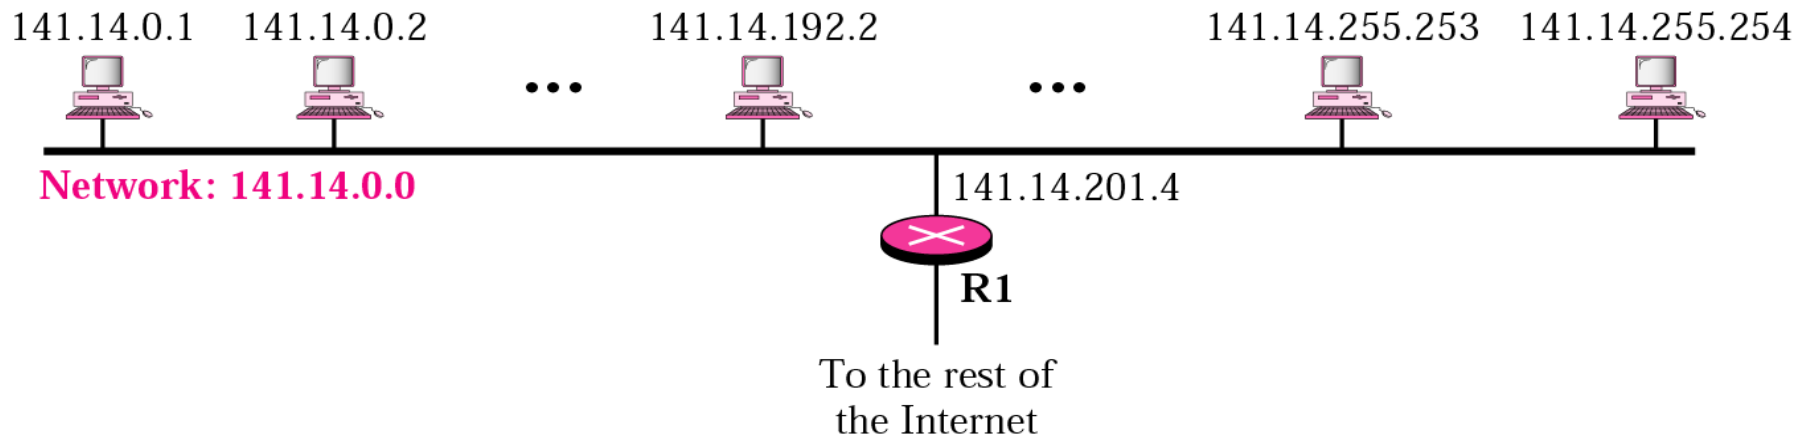 141.14.0.1 141.14.0.2 141.14.192.2 141.14.255.253 141.14.255.254
Network: 141.14.0.0
141.14.201.4
R1
To the rest of
the Internet